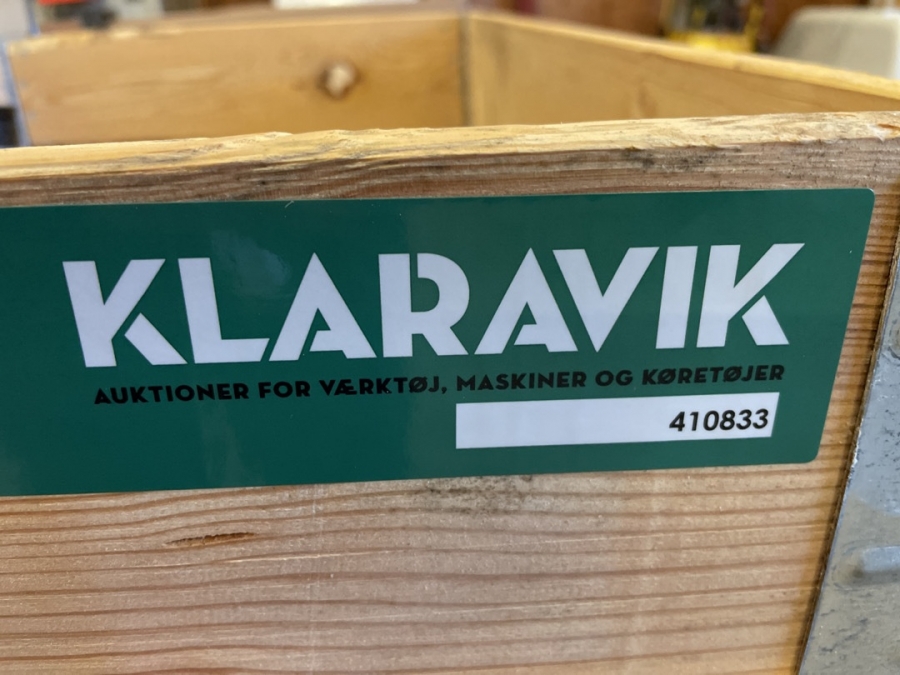 KLARAVIK
AUKTIONER FOR VÆRKTØJ, MASKINER OG KØRETØJER
410833